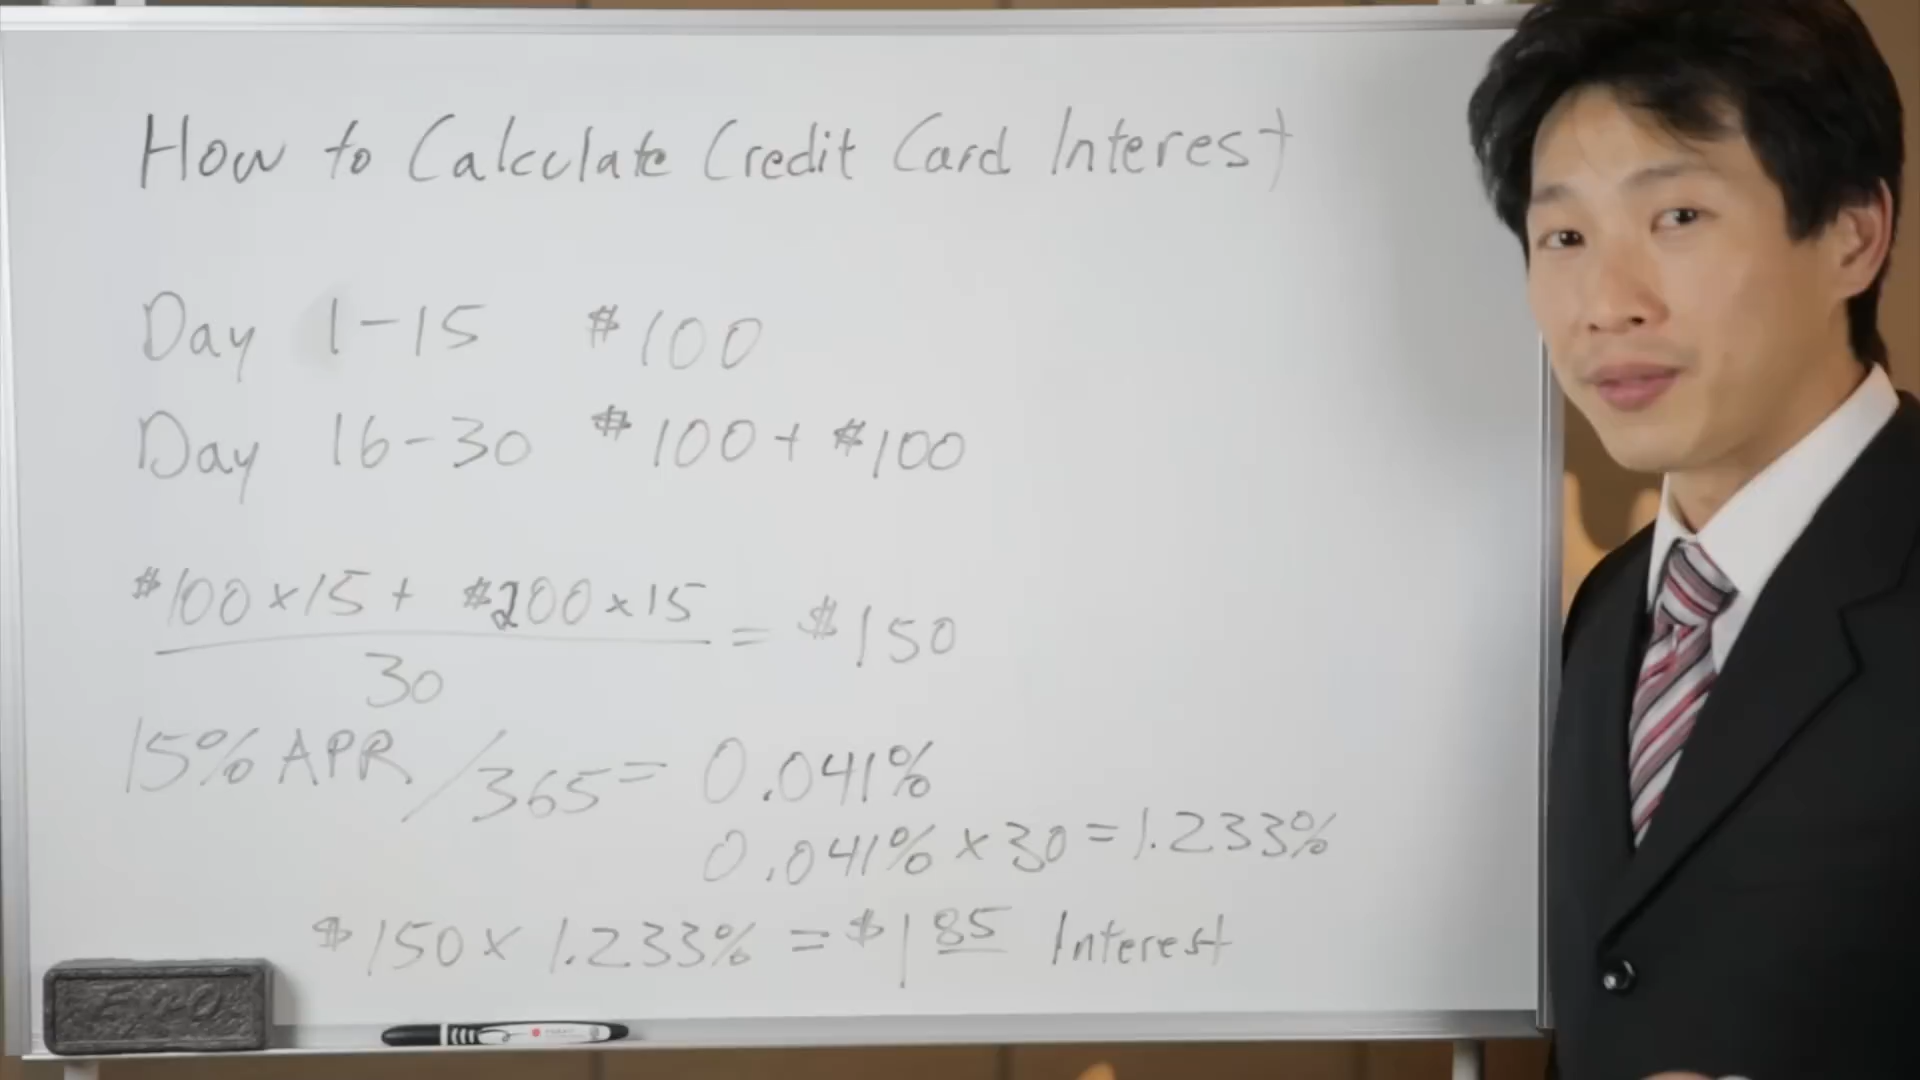 How to Calculate Credit Card Interest
Day 1-15 $100
Day 16-30 $100 + $100
$100 x 15 + $200 x 15
30
= $150
15% APR / 365 = 0.041%
0.041% x 30 = 1.233%
$150 x 1.233% = $1 85 Interest